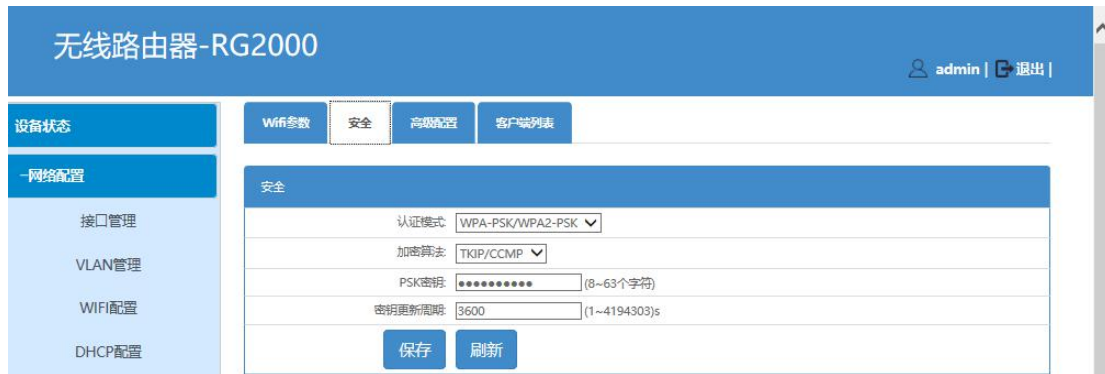 无线路由器-RG2000
admin | 退出 |
设备状态
Wifi参数 安全 高级配置 客户端列表
-网络配置
安全
接口管理
认证模式: WPA-PSK/WPA2-PSK
VLAN管理
加密算法: TKIP/CCMP
PSK密钥: •••••••••• (8~63个字符)
WIFI配置
密钥更新周期: 3600 (1~4194303)s
DHCP配置
保存 刷新